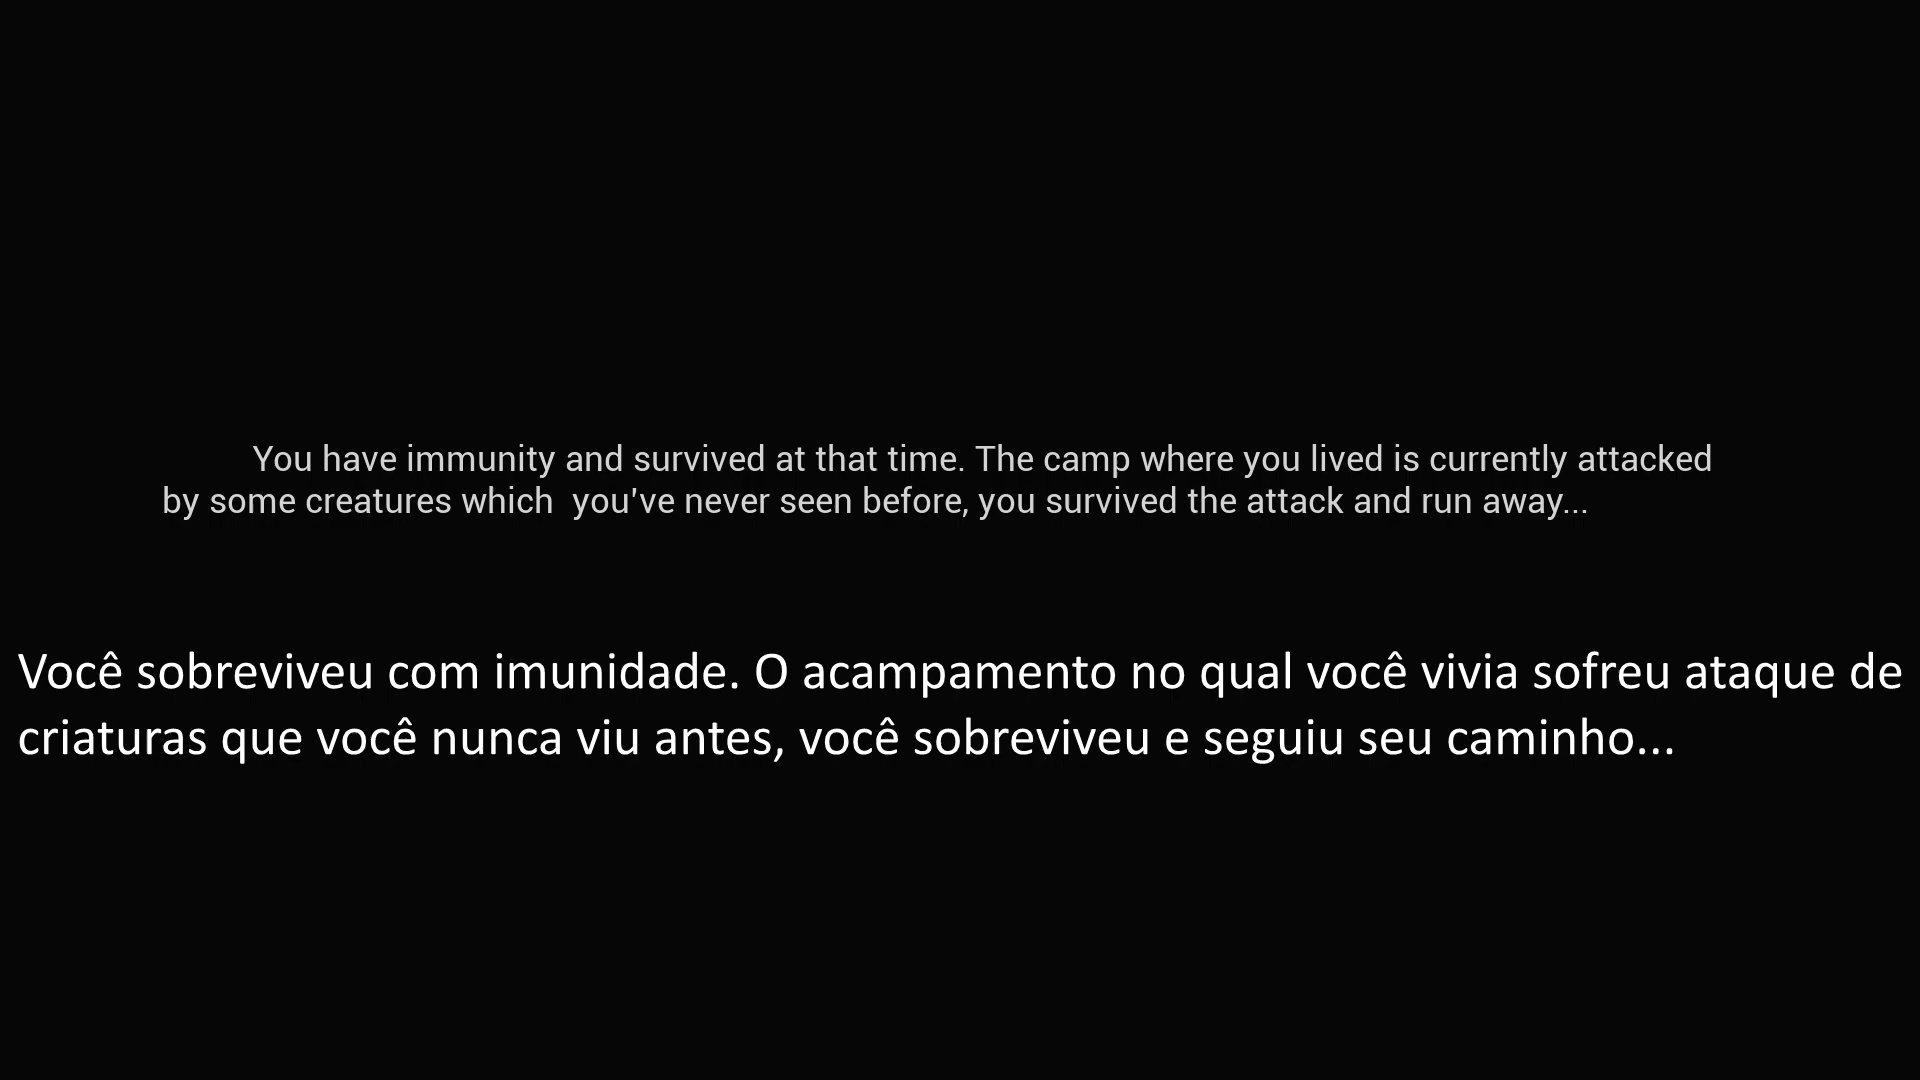 You have immunity and survived at that time. The camp where you lived is currently attacked
by some creatures which  you've never seen before, you survived the attack and run away...
Você sobreviveu com imunidade. O acampamento no qual você vivia sofreu ataque de
criaturas que você nunca viu antes, você sobreviveu e seguiu seu caminho...